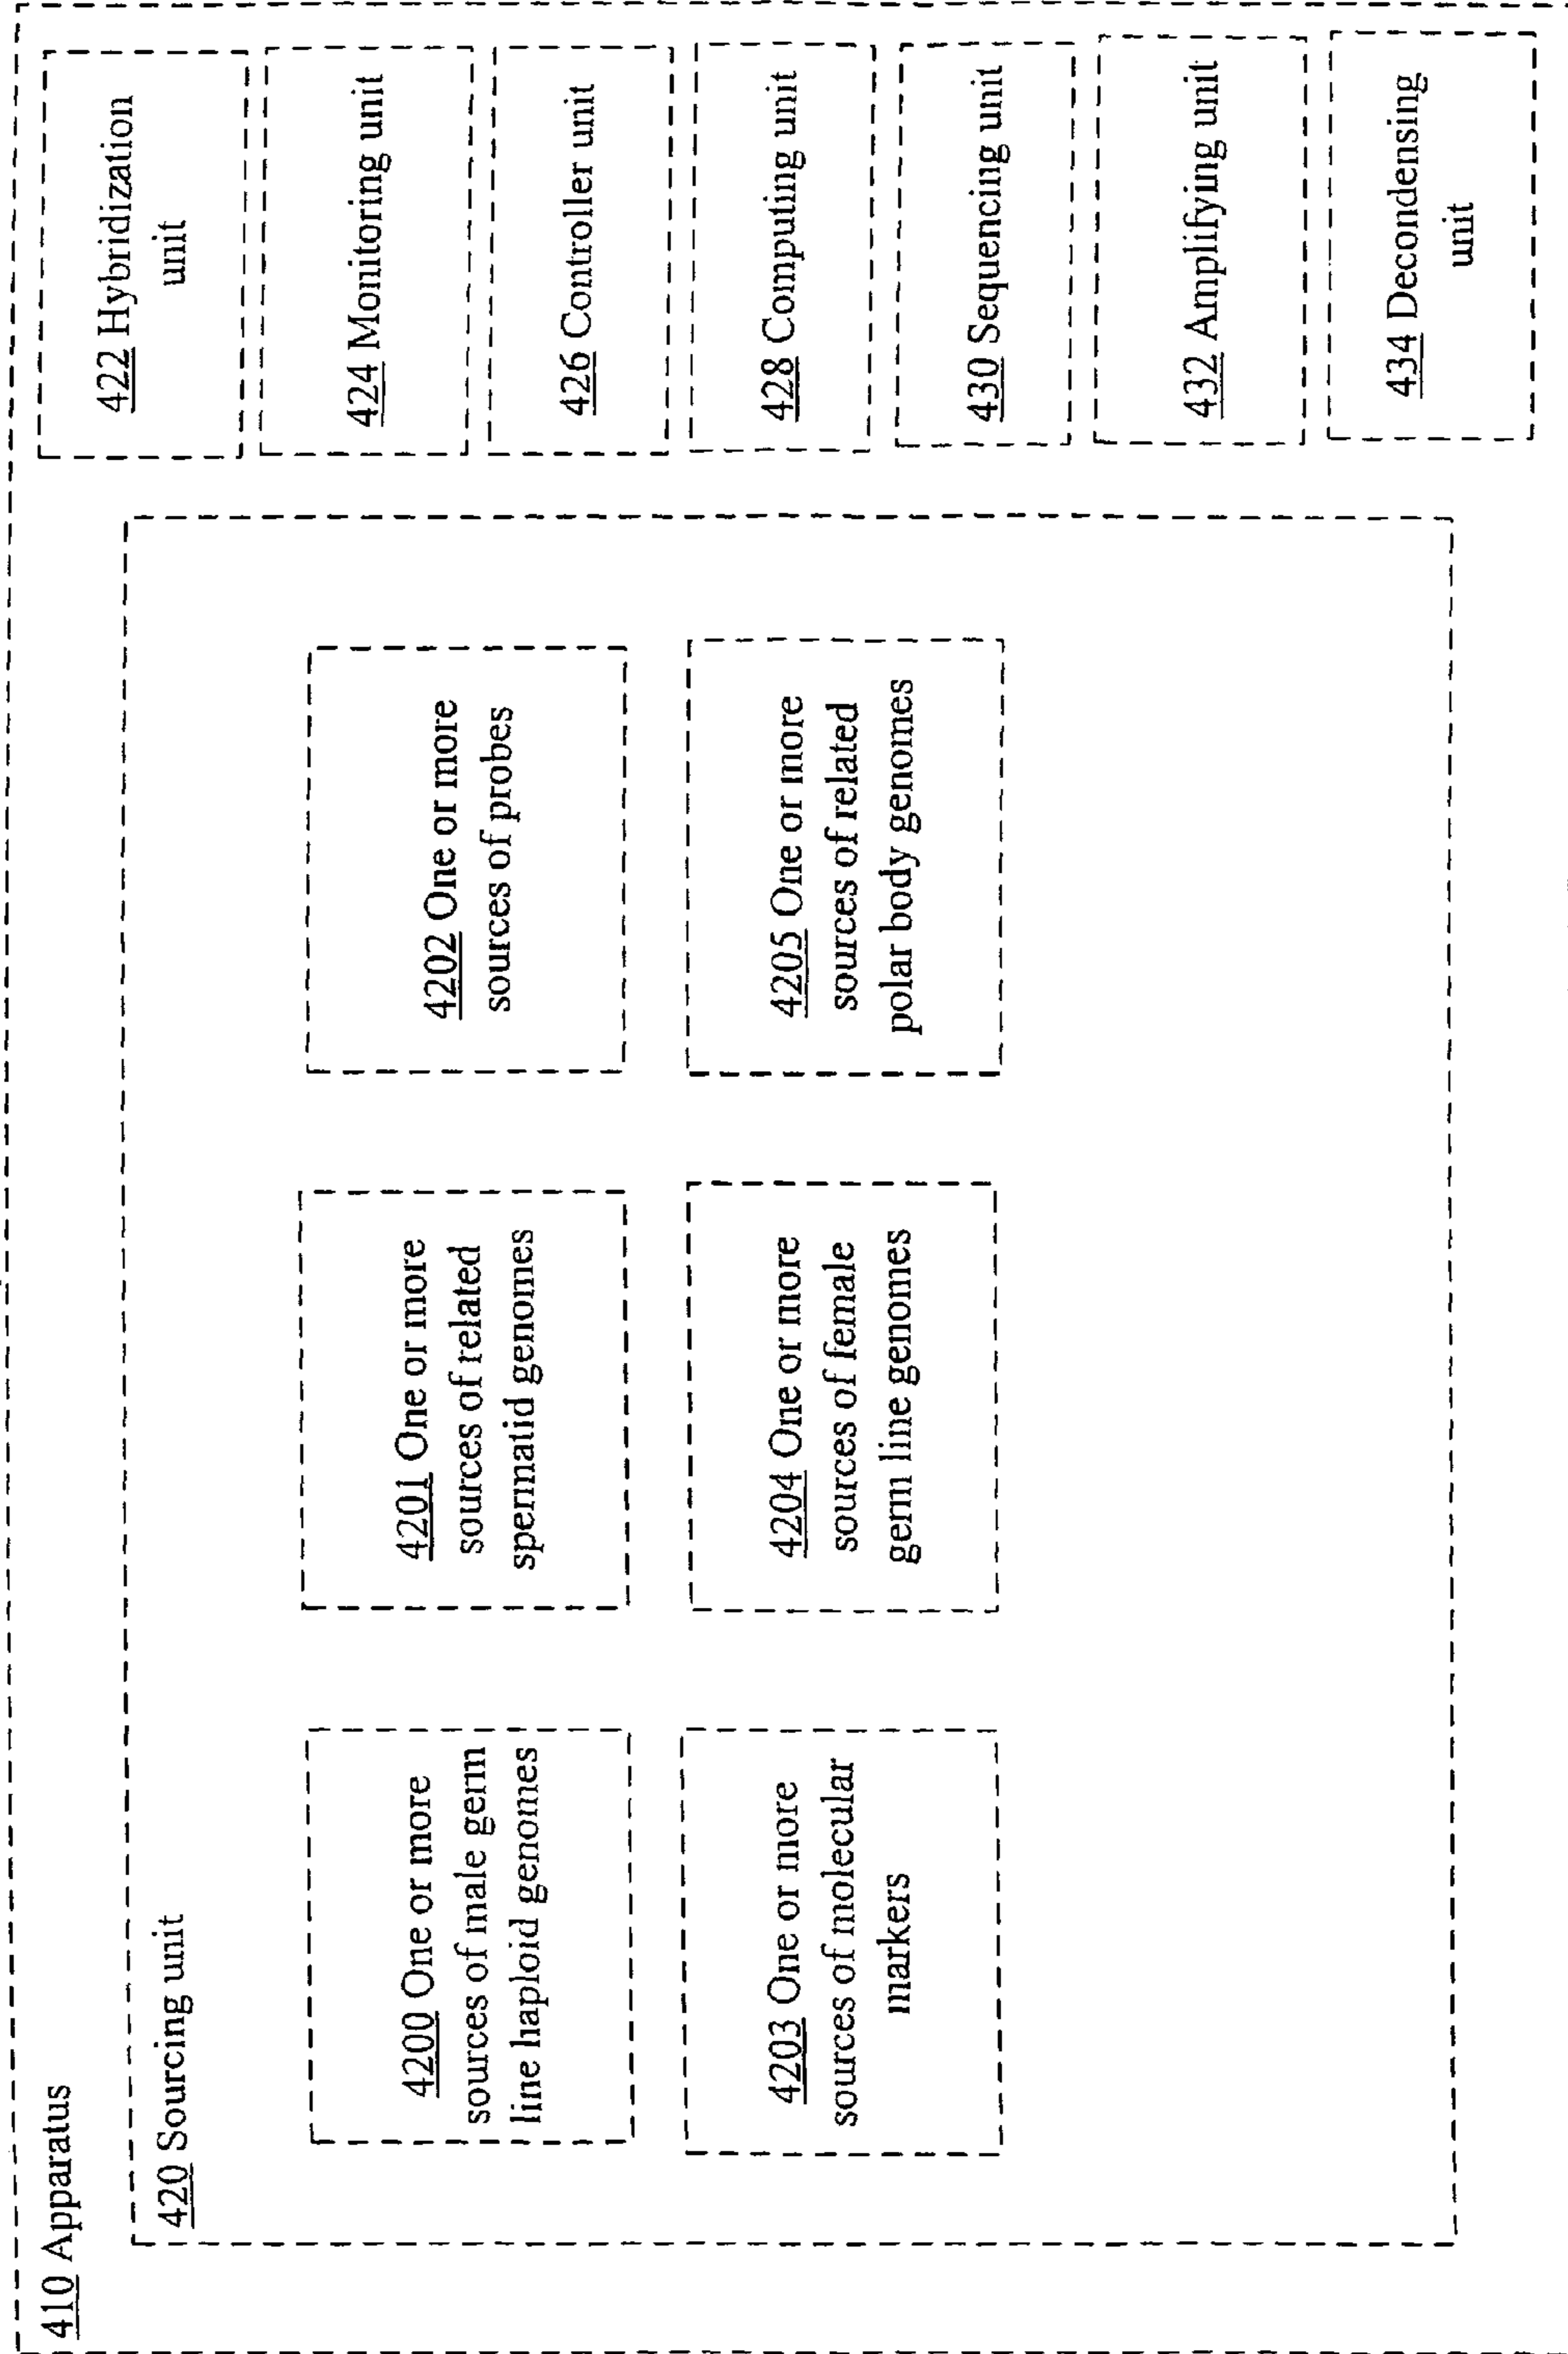 410 Apparatus
420 Sourcing unit
4200 One or more
sources of male germ
line haploid genomes
4201 One or more
sources of related
spermatid genomes
4202 One or more
sources of probes
4203 One or more
sources of molecular
markers
4204 One or more
sources of female
germ line genomes
4205 One or more
sources of related
polar body genomes
422 Hybridization
unit
424 Monitoring unit
426 Controller unit
428 Computing unit
430 Sequencing unit
432 Amplifying unit
434 Decondensing
unit